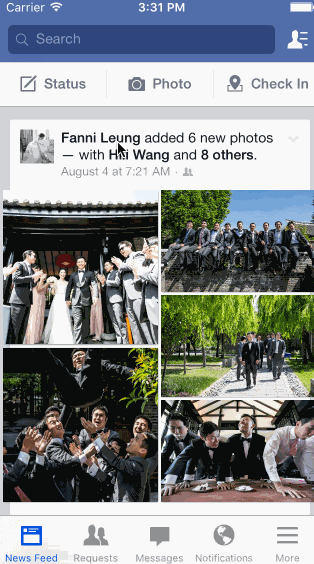 Carrier 3:31 PM
Search
Status Photo Check In
Fanni Leung added 6 new photos
— with Hei Wang and 8 others.
August 4 at 7:21 AM ·
News Feed Requests Messages Notifications More